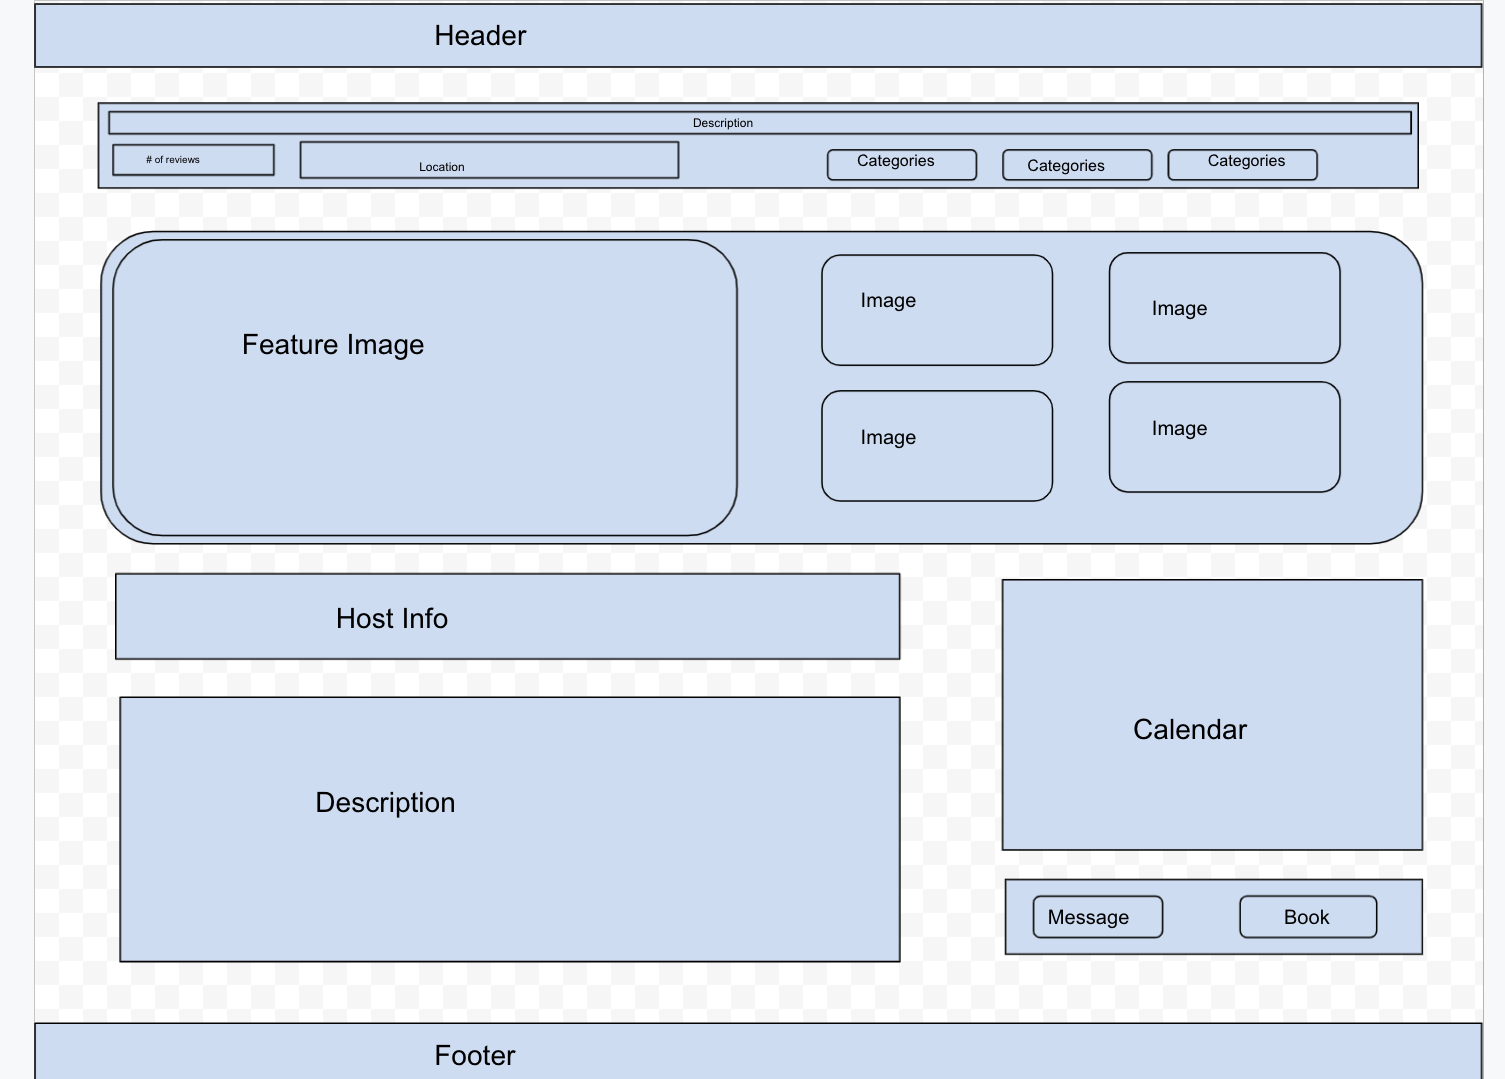 Header
Description
# of reviews
Location
Categories
Categories
Categories
Feature Image
Image
Image
Image
Image
Host Info
Calendar
Description
Message
Book
Footer